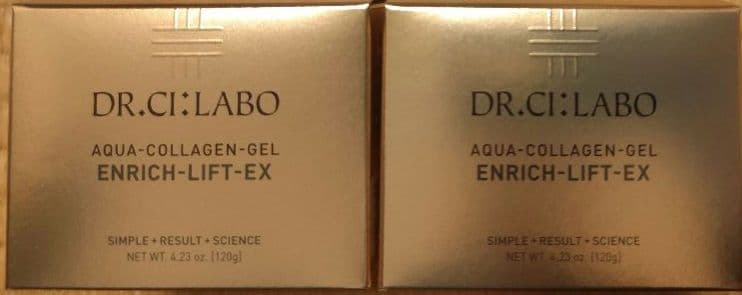 DR.CI:LABO
AQUA-COLLAGEN-GEL
ENRICH-LIFT-EX
SIMPLE + RESULT + SCIENCE
NET WT. 4.23 oz. [120g]
DR.CI:LABO
AQUA-COLLAGEN-GEL
ENRICH-LIFT-EX
SIMPLE + RESULT + SCIENCE
NET WT. 4.23 oz. [120g]